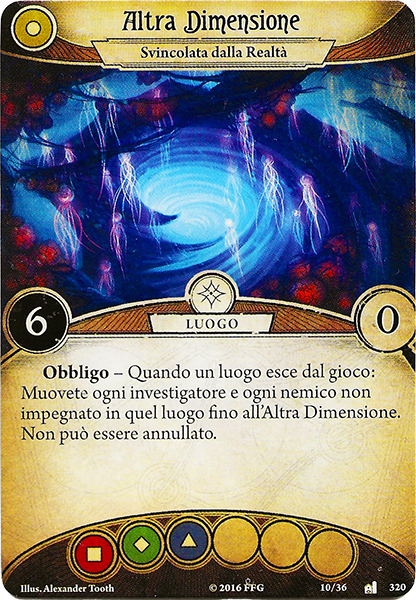 Altra Dimensione
Svincolata dalla Realtà
6
LUOGO
0
Obbligo – Quando un luogo esce dal gioco:
Muovete ogni investigatore e ogni nemico non
impegnato in quel luogo fino all'Altra Dimensione.
Non può essere annullato.
Illus. Alexander Tooth
© 2016 FFG
10/36
320